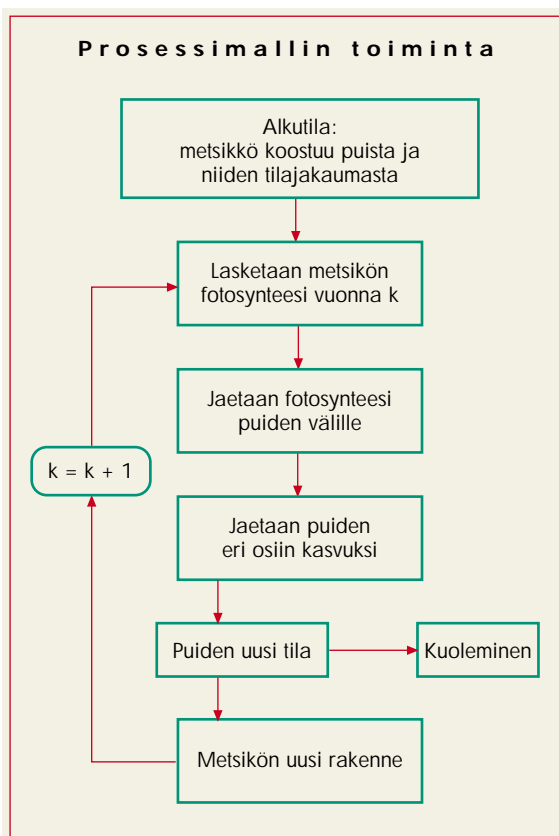 Prosessimallin toiminta
Alkutila:
metsikkö koostuu puista ja
niiden tilajakaumasta
Lasketaan metsikön
fotosynteesi vuonna k
Jaetaan fotosynteesi
puiden välille
k = k + 1
Jaetaan puiden
eri osiin kasvuksi
Puiden uusi tila
Kuoleminen
Metsikön uusi rakenne